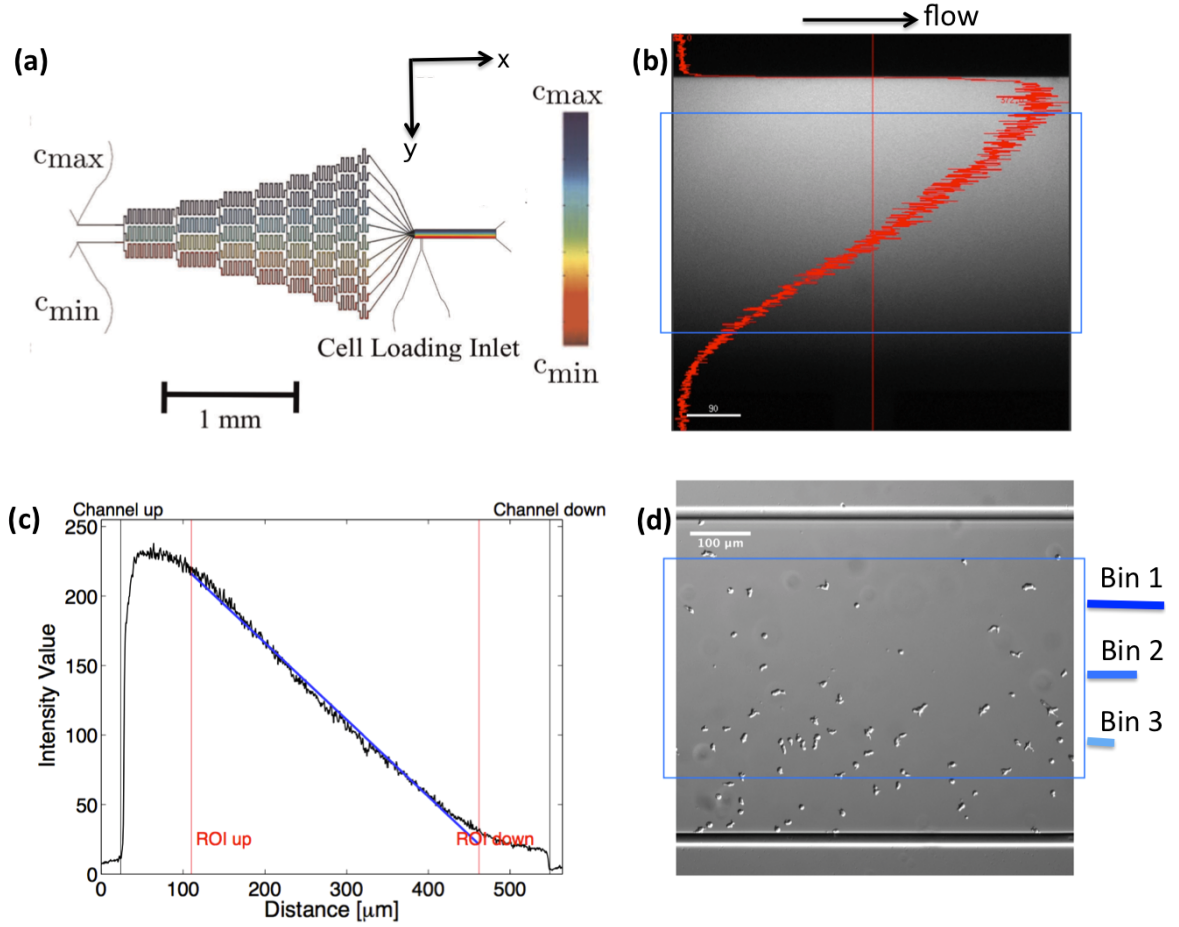 flow
(a)
x
y
cmax
cmin
cmax
cmin
Cell Loading Inlet
1 mm
(b)
90
(c)
Channel up
Channel down
250
200
150
100
50
0
Intensity Value
ROI up
ROI down
0
100
200
300
400
500
Distance [μm]
(d)
100 μm
Bin 1
Bin 2
Bin 3